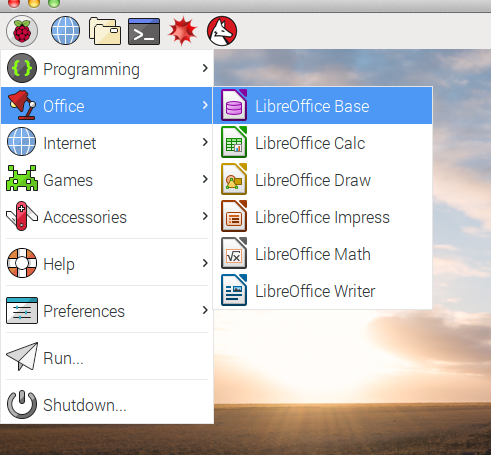 Programming
Office
Internet
Games
Accessories
Help
Preferences
Run...
Shutdown...
LibreOffice Base
LibreOffice Calc
LibreOffice Draw
LibreOffice Impress
LibreOffice Math
LibreOffice Writer